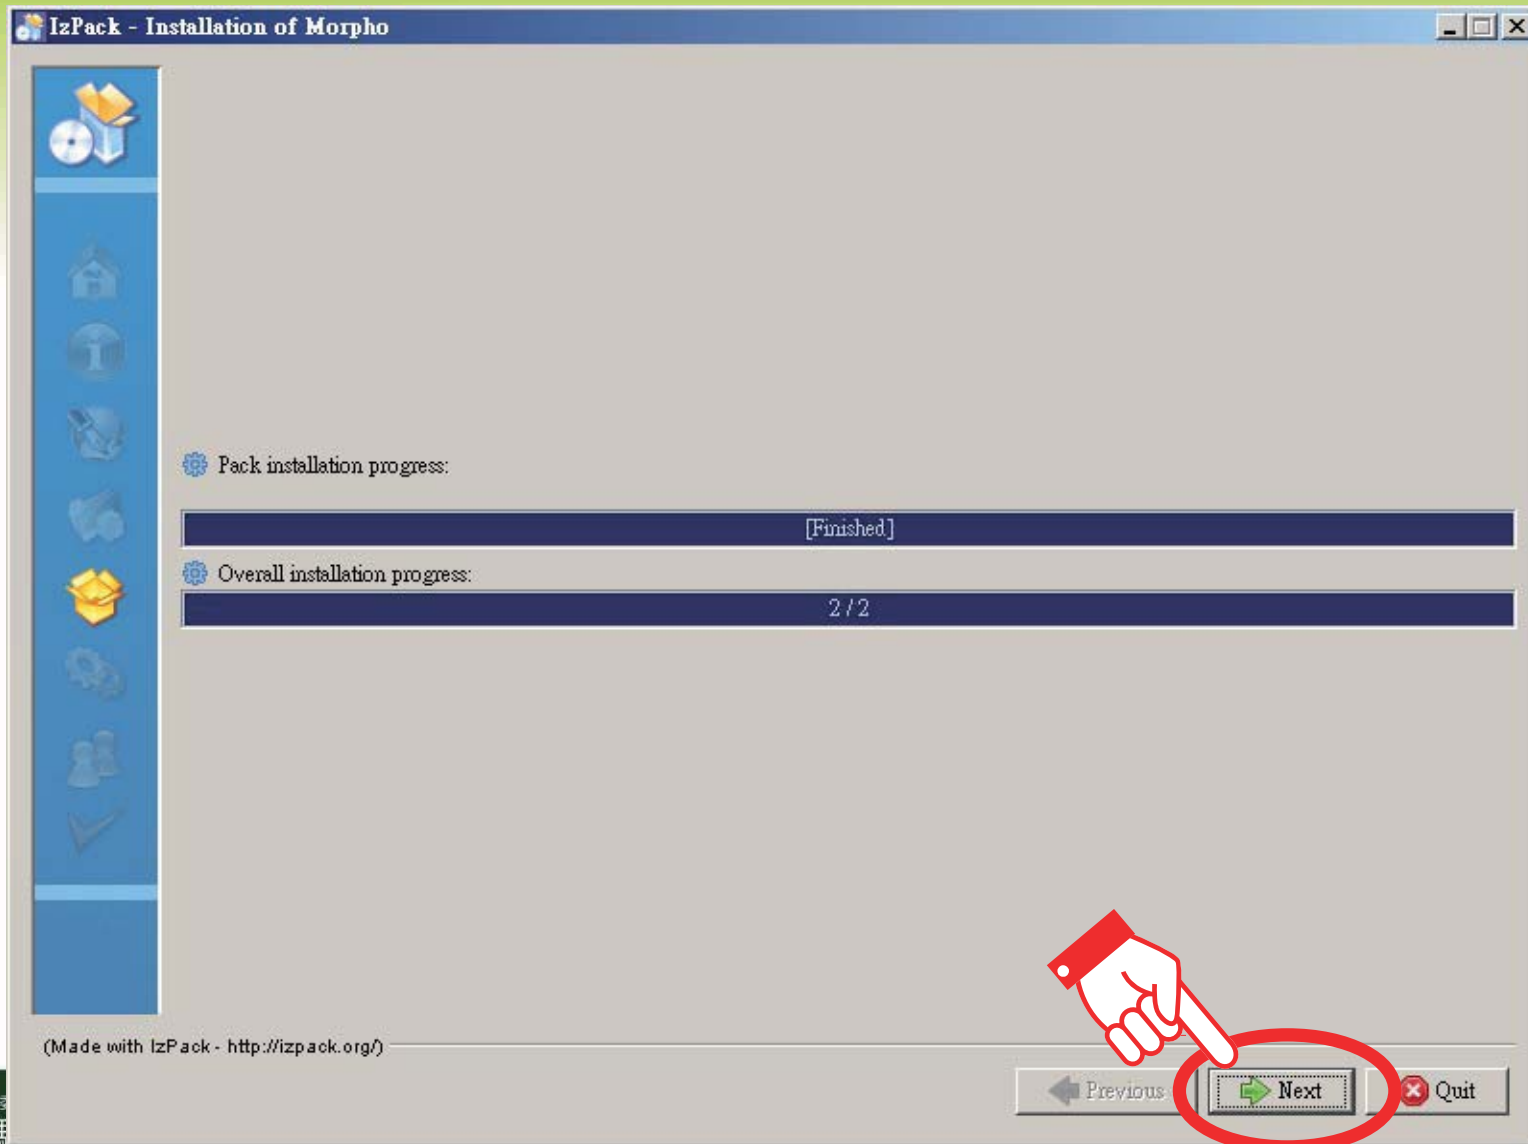 IzPack - Installation of Morpho
Pack installation progress:
[Finished]
Overall installation progress:
2 / 2
(Made with IzPack - http://izpack.org/)
Previous
Next
Quit